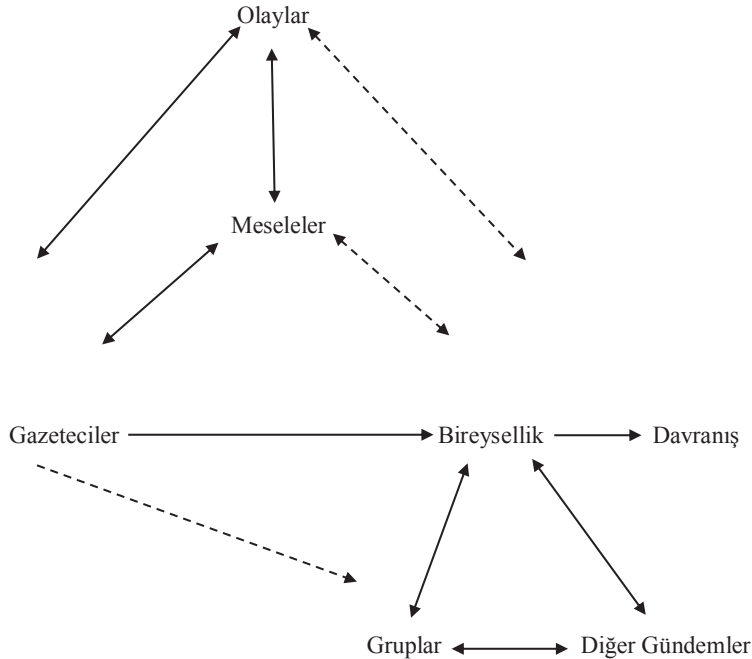 Olaylar
Meseleler
Gazeteciler Bireysellik Davranış
Gruplar Diğer Gündemler